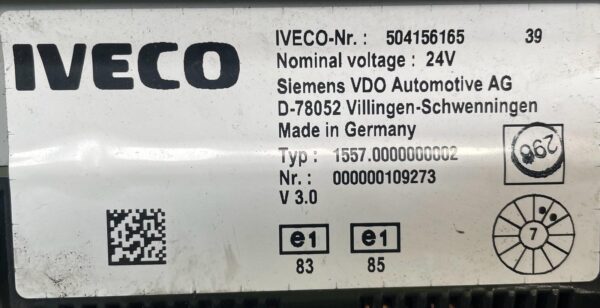 IVECO
IVECO-Nr. : 504156165 39
Nominal voltage : 24V
Siemens VDO Automotive AG
D-78052 Villingen-Schwenningen
Made in Germany
Typ : 1557.0000000002
Nr. : 000000109273
V 3.0
296
e1 e1
83 85
7